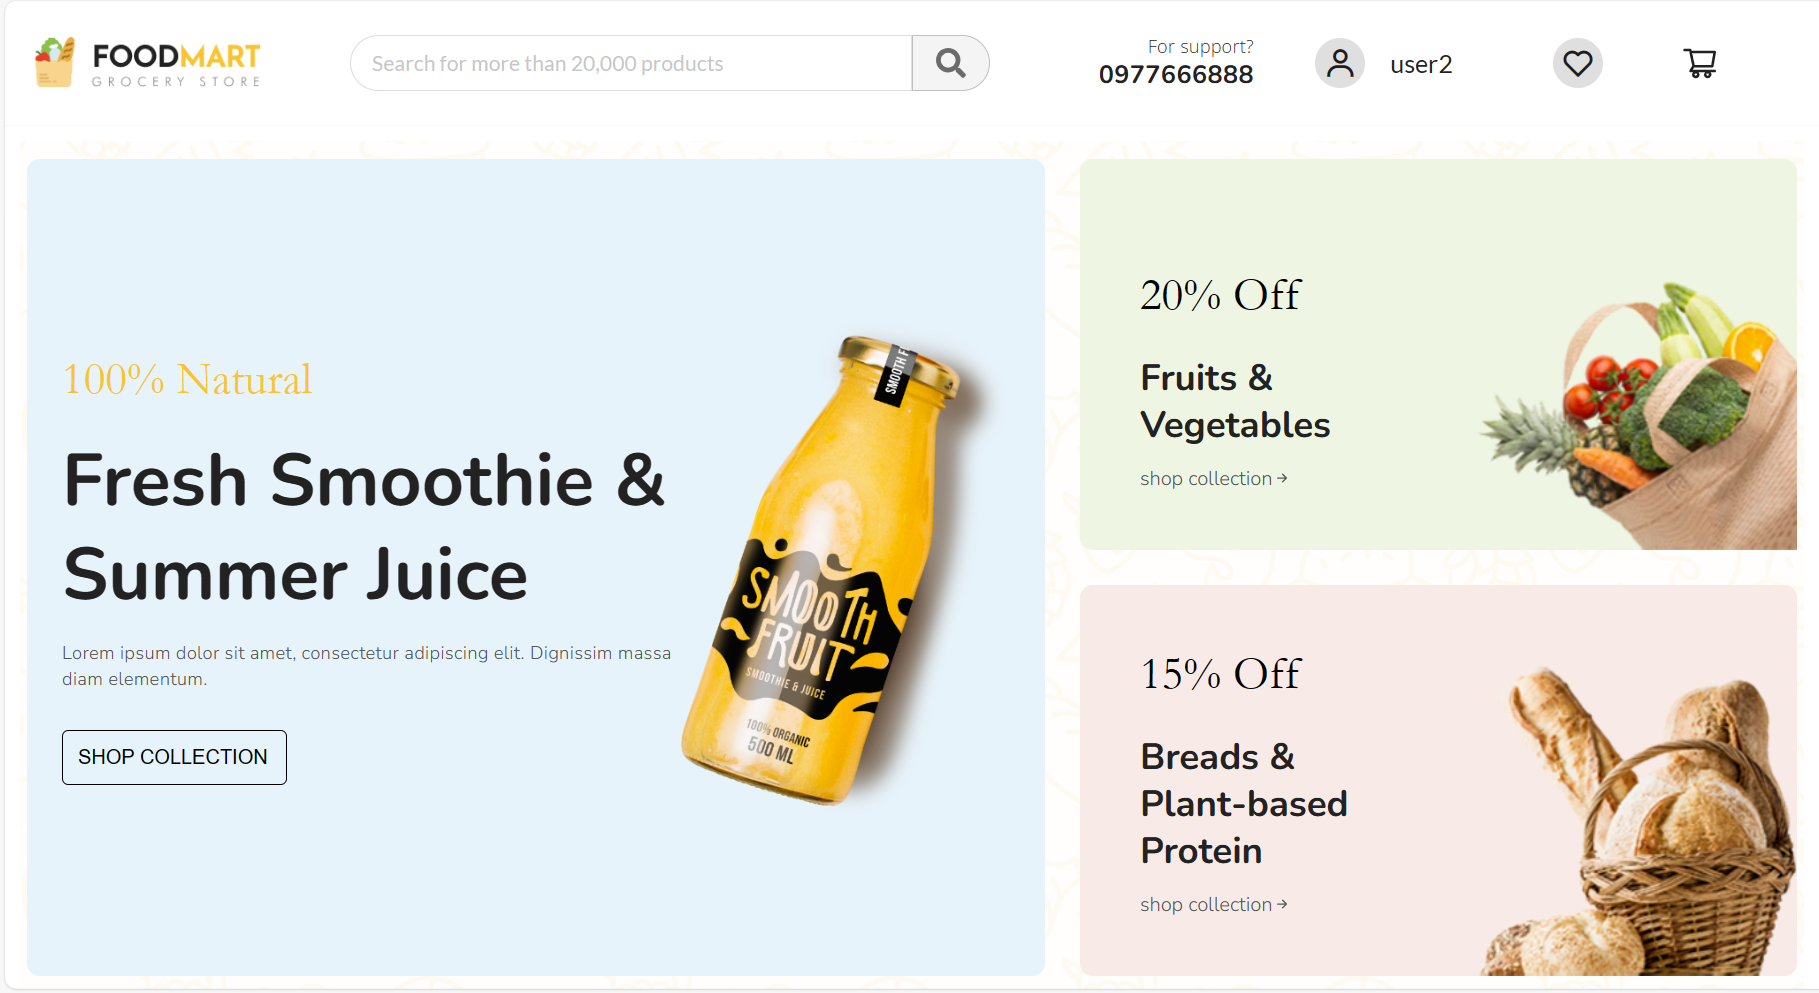 FOODMART
GROCERY STORE
Search for more than 20,000 products
For support?
0977666888
user2
100% Natural
Fresh Smoothie &
Summer Juice
Lorem ipsum dolor sit amet, consectetur adipiscing elit. Dignissim massa
diam elementum.
SHOP COLLECTION
SMOOTH F
SMOOTH
FRUIT
SMOOTHIE & JUICE
100% ORGANIC
500 ML
20% Off
Fruits &
Vegetables
shop collection →
15% Off
Breads &
Plant-based
Protein
shop collection →